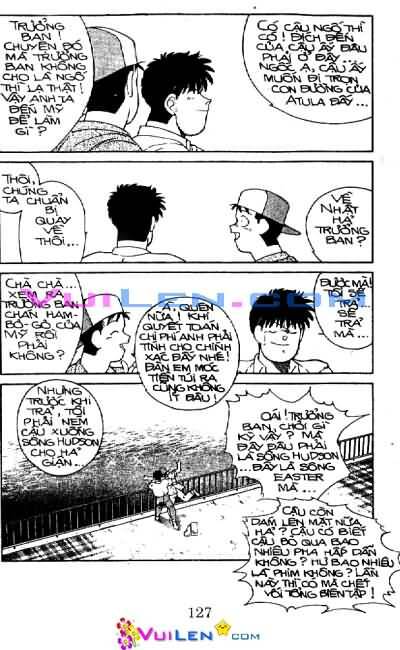 TRƯỞNG
BAN!
CHUYỆN ĐÓ
MÀ TRƯỞNG
BAN KHÔNG
CHO LÀ NGỐ
THÌ LẠ THẬT!
VẬY ANH TA
ĐẾN MỸ
ĐỂ LÀM
GÌ?
CÓ CẬU NGỐ THÌ
CÓ! ĐÍCH ĐẾN
CỦA CẬU ẤY ĐÂU
PHẢI Ở ĐÂY...
NGỐC Ạ, CẬU ẤY
MUỐN ĐI TRỌN
CON ĐƯỜNG CỦA
ATULA ĐẤY...
THÔI,
CHÚNG
TA CHUẨN
BỊ
QUAY
VỀ
THÔI...
VỀ
NHẬT
HẢ
TRƯỞNG
BAN?
CHÀ CHÀ...
XEM RA
TRƯỞNG BAN
CHÁN HAM-
BƠ-GƠ CỦA
MỸ RỒI
PHẢI
KHÔNG?
À, QUÊN
NỮA! KHI
QUYẾT TOÁN
CHI PHÍ ANH PHẢI
TÍNH CHO CHÍNH
XÁC ĐẤY NHÉ!
ĐÀN EM MÓC
TIỀN TÚI RA
CŨNG KHÔNG
ÍT ĐÂU!
ĐƯỢC MÀ!
TÔI SẼ
TRẢ
SẼ
TRẢ
MÀ...
VuiLen.com
NHƯNG
TRƯỚC KHI
TRẢ, TÔI
PHẢI NÉM
CẬU XUỐNG
SÔNG HUDSON
CHO HẢ
GIẬN...
OÁI! TRƯỞNG
BAN, CHƠI GÌ
KỲ VẬY? MÀ
ĐÂY ĐÂU PHẢI
LÀ SÔNG HUDSON
...ĐÂY LÀ SÔNG
EASTER
MÀ...
CẬU CÒN
DÁM LÊN MẶT NỮA
HẢ? CẬU CÓ BIẾT
CẬU BỎ QUA BAO
NHIÊU PHA HẤP DẪN
KHÔNG? HƯ BAO NHIÊU
LÀ PHIM KHÔNG? LẦN
NÀY THÌ CÓ MÀ CHẾT
VỚI TỔNG BIÊN TẬP!
127
VuiLen.com